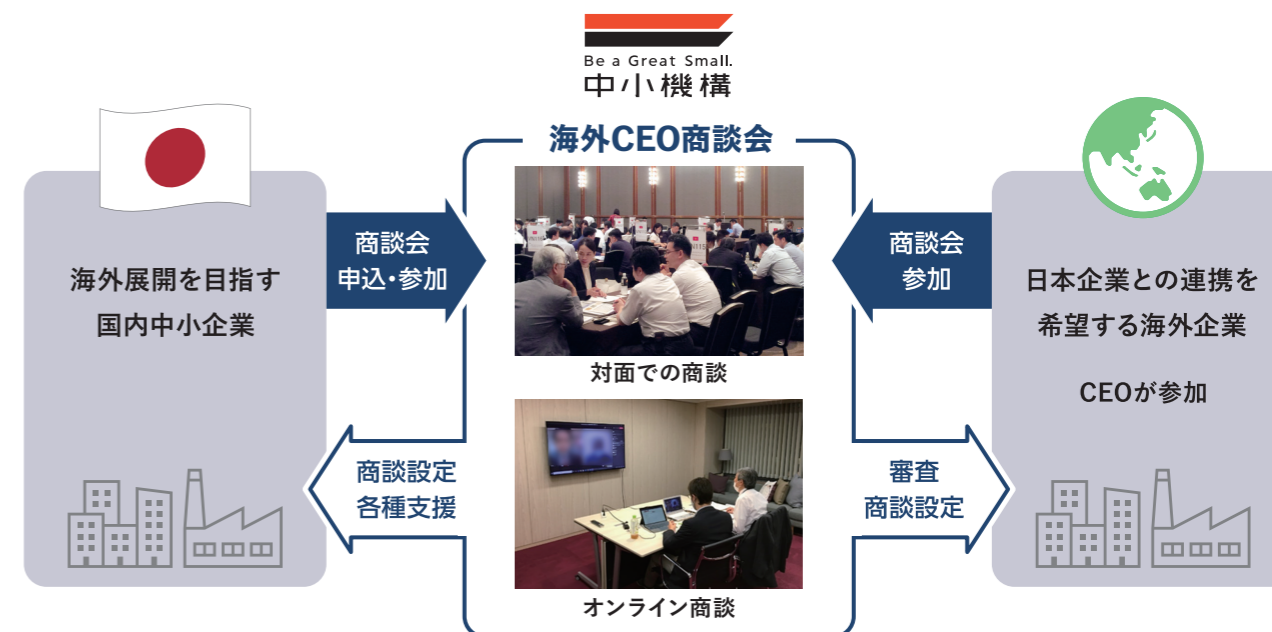 Be a Great Small.
中小機構
海外CEO商談会
海外展開を目指す
国内中小企業
商談会
申込・参加
商談設定
各種支援
対面での商談
オンライン商談
商談会
参加
審査
商談設定
日本企業との連携を
希望する海外企業
CEOが参加